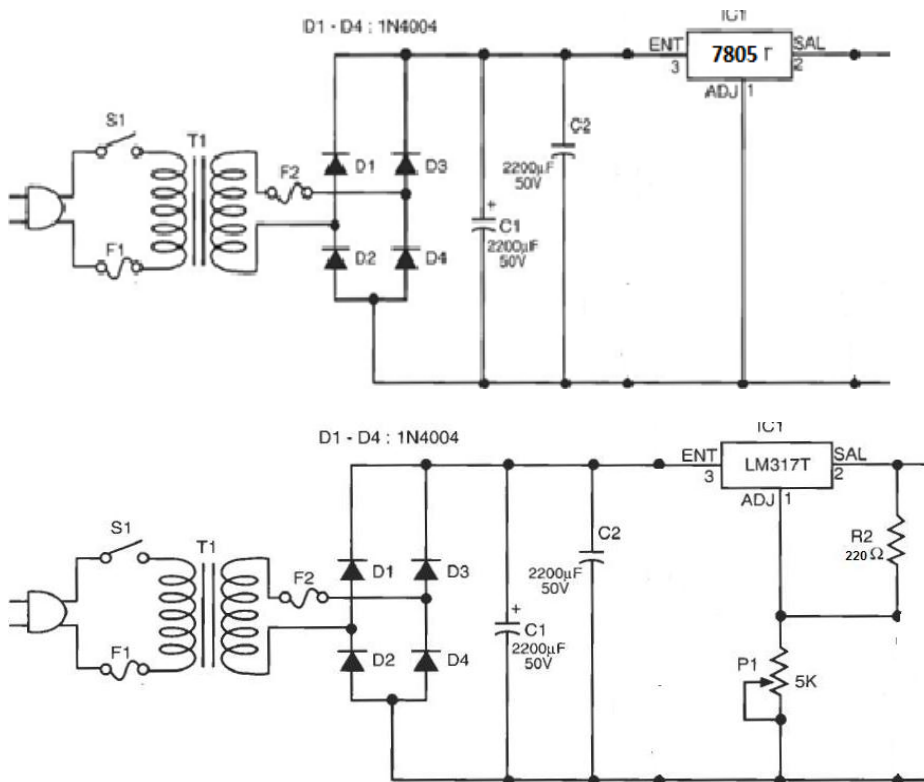 D1 - D4 : 1N4004
IC1
ENT
7805 T
SAL
3
2
ADJ
1
S1
T1
F2
D1
D3
C2
2200µF
50V
+
C1
2200µF
50V
F1
D2
D4
D1 - D4 : 1N4004
IC1
ENT
LM317T
SAL
3
2
ADJ
1
S1
T1
F2
D1
D3
C2
2200µF
50V
R2
220 Ω
+
C1
2200µF
50V
F1
D2
D4
P1
5K